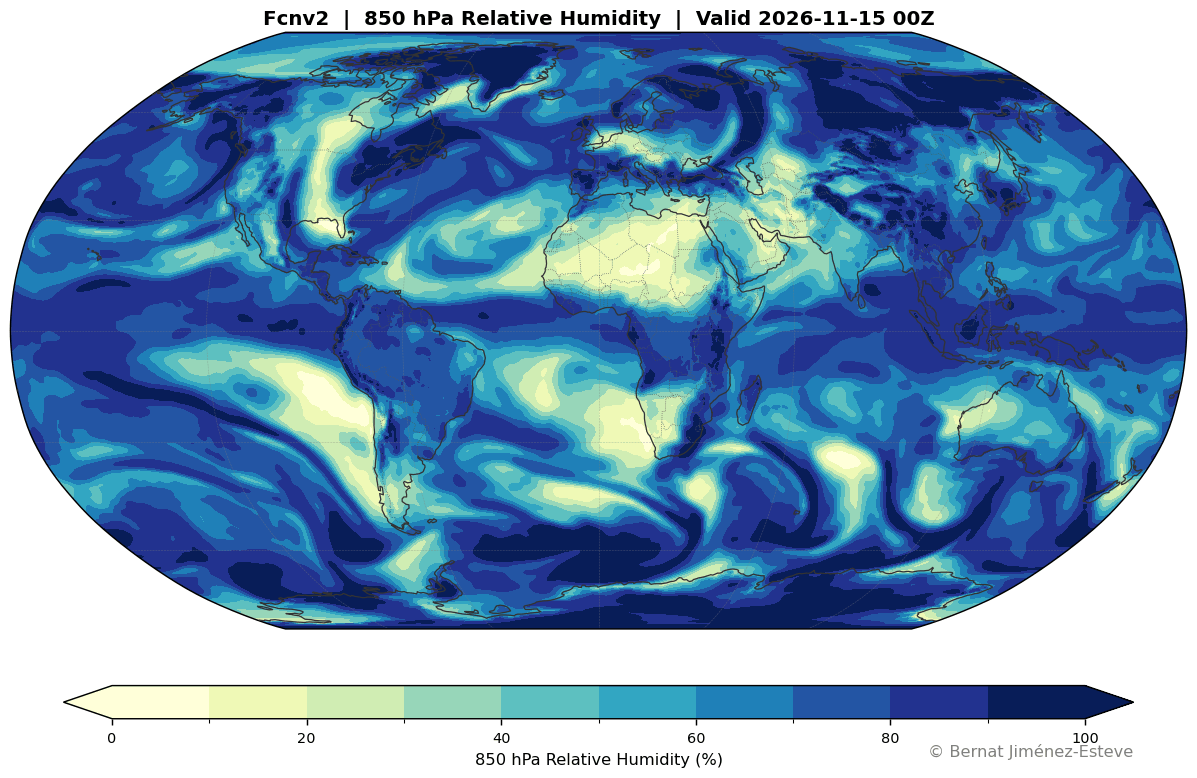 Fcnv2 | 850 hPa Relative Humidity | Valid 2026-11-15 00Z
0 20 40 60 80 100
850 hPa Relative Humidity (%)
© Bernat Jiménez-Esteve